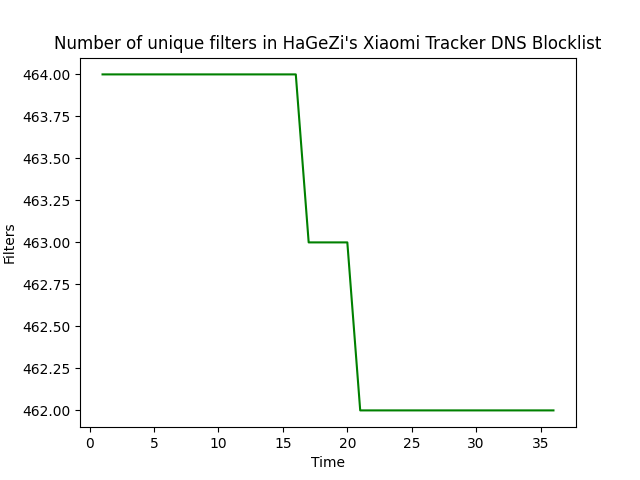 Number of unique filters in HaGeZi's Xiaomi Tracker DNS Blocklist
464.00
463.75
463.50
463.25
463.00
462.75
462.50
462.25
462.00
Filters
0 5 10 15 20 25 30 35
Time